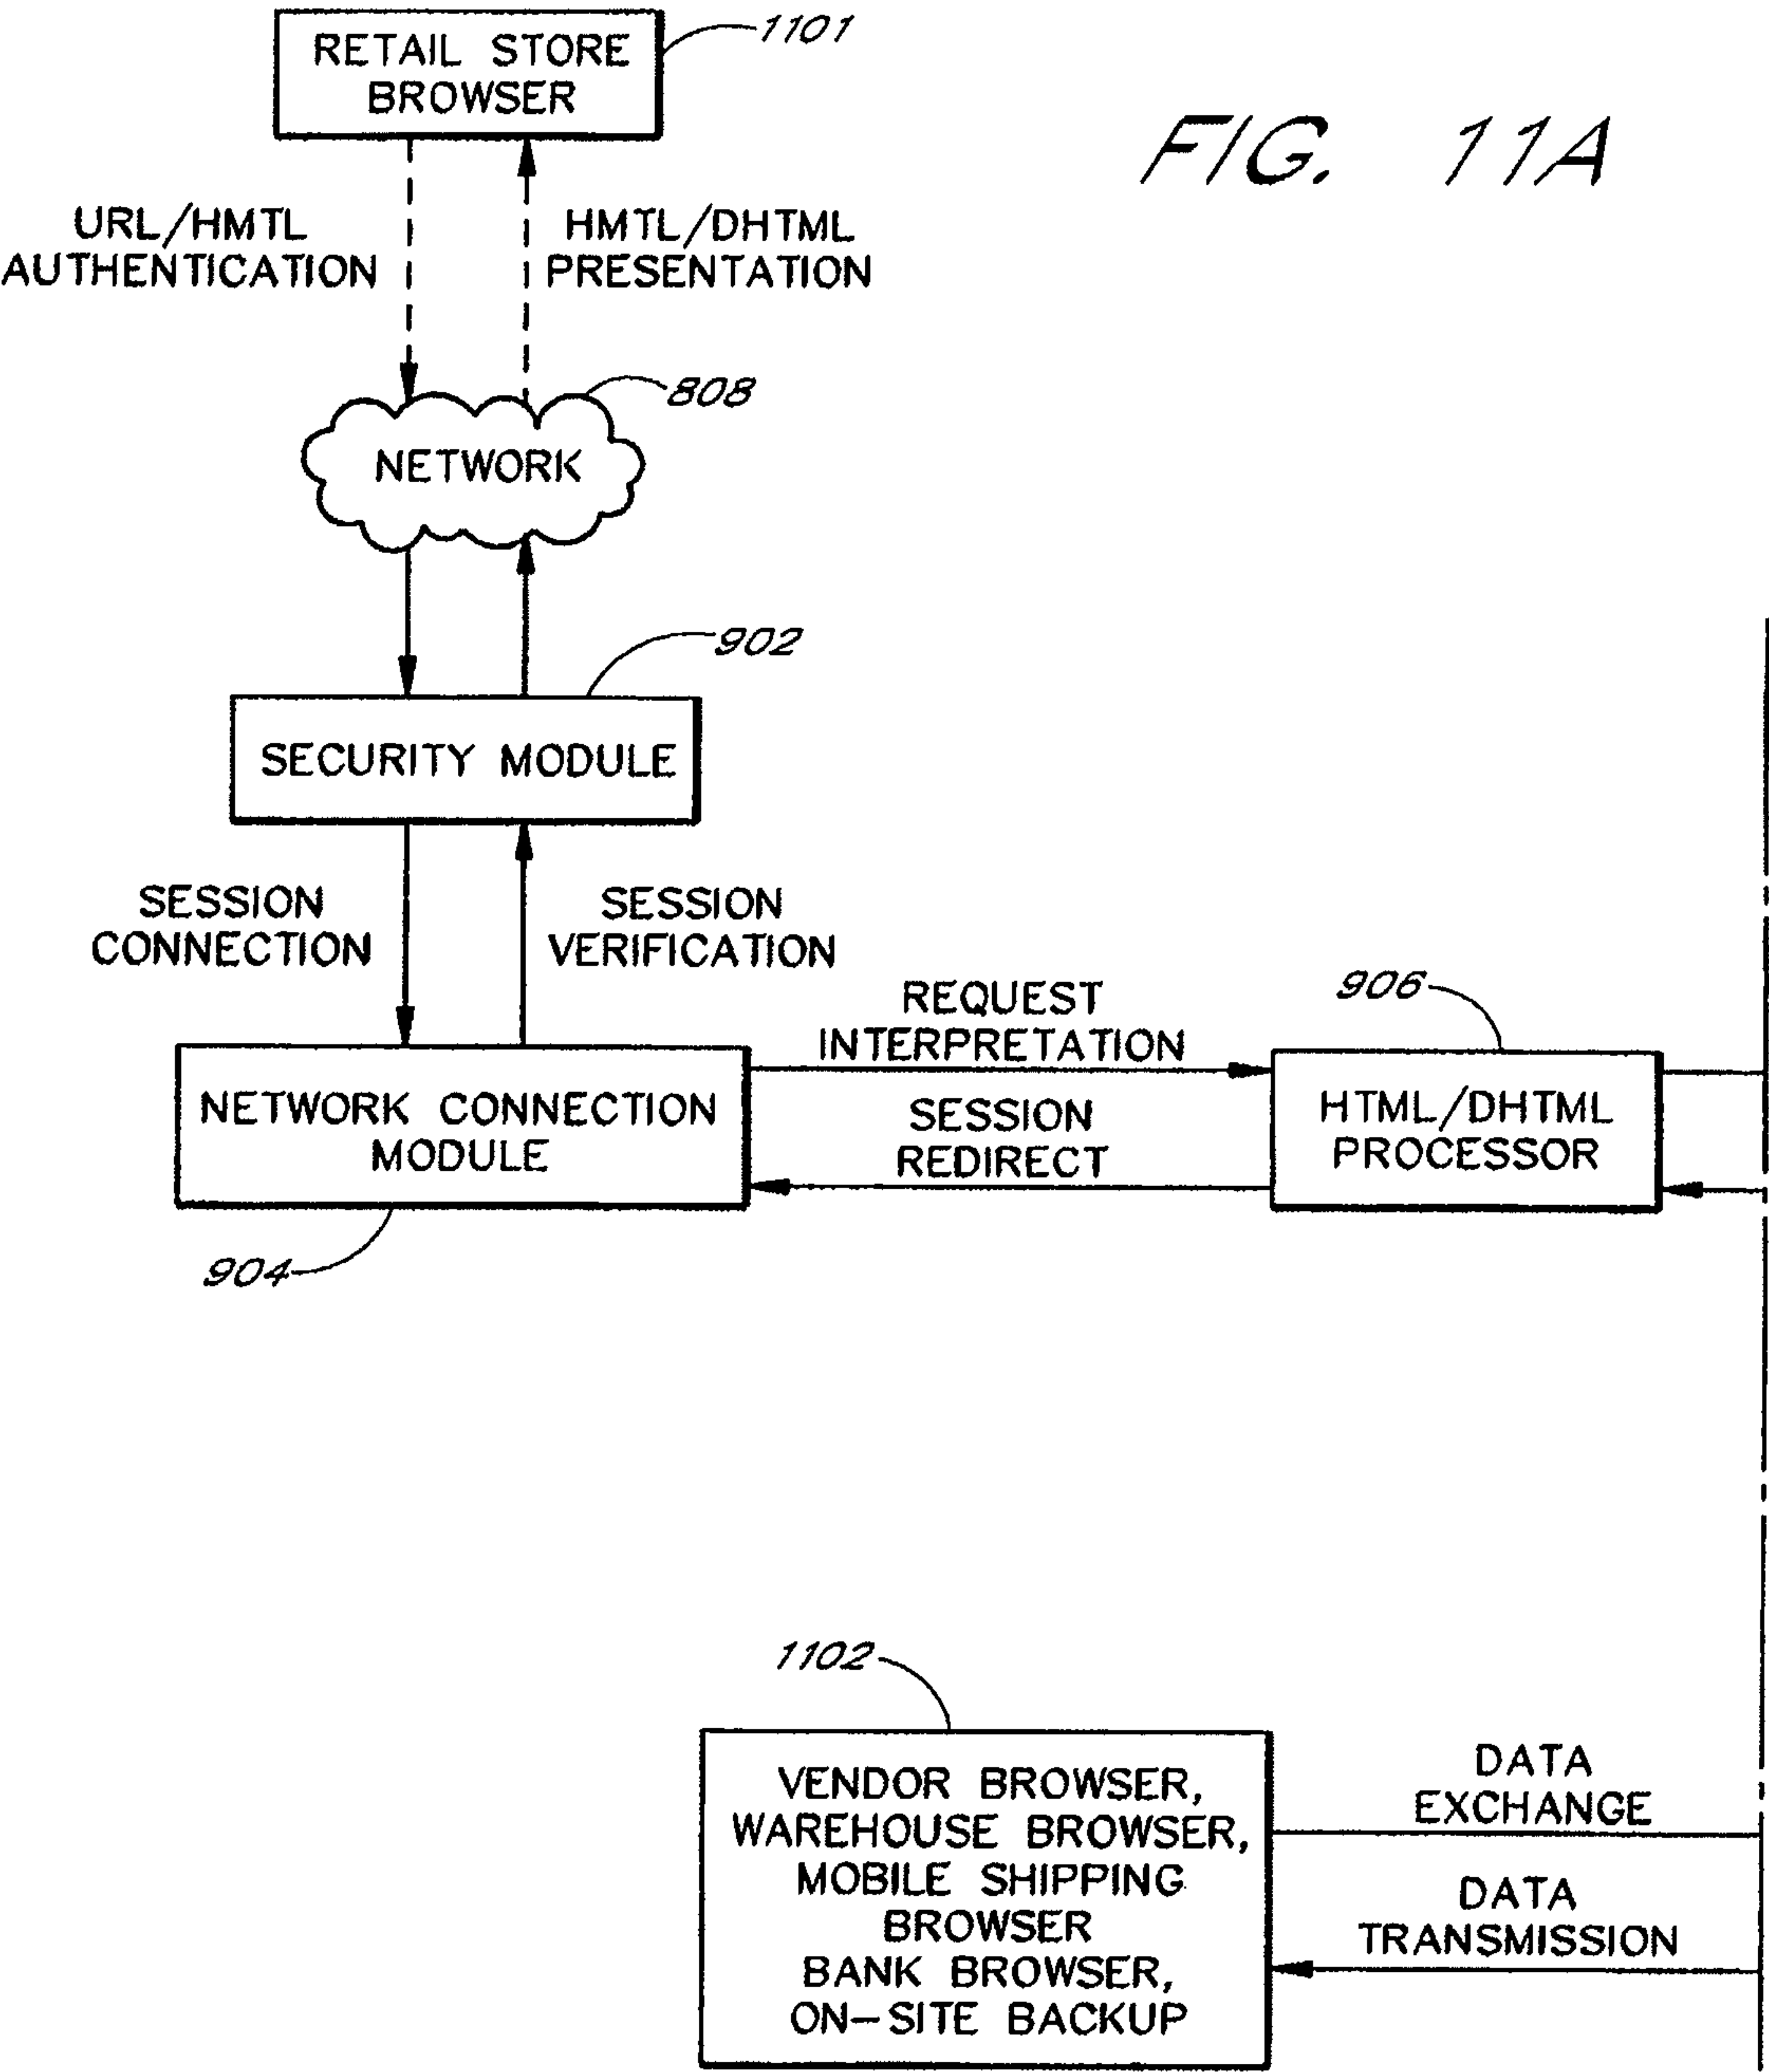 1101
RETAIL STORE
BROWSER
FIG. 11A
URL/HMTL
AUTHENTICATION
HMTL/DHTML
PRESENTATION
808
NETWORK
902
SECURITY MODULE
SESSION
CONNECTION
SESSION
VERIFICATION
REQUEST
INTERPRETATION
906
NETWORK CONNECTION
MODULE
SESSION
REDIRECT
HTML/DHTML
PROCESSOR
904
1102
VENDOR BROWSER,
WAREHOUSE BROWSER,
MOBILE SHIPPING
BROWSER
BANK BROWSER,
ON-SITE BACKUP
DATA
EXCHANGE
DATA
TRANSMISSION